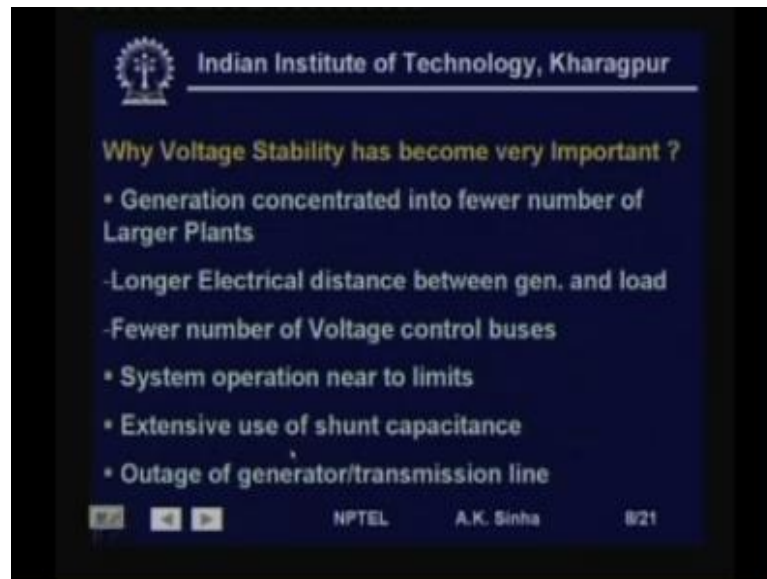 Indian Institute of Technology, Kharagpur
Why Voltage Stability has become very Important ?
• Generation concentrated into fewer number of
Larger Plants
-Longer Electrical distance between gen. and load
-Fewer number of Voltage control buses
• System operation near to limits
• Extensive use of shunt capacitance
• Outage of generator/transmission line
NPTEL A.K. Sinha 8/21